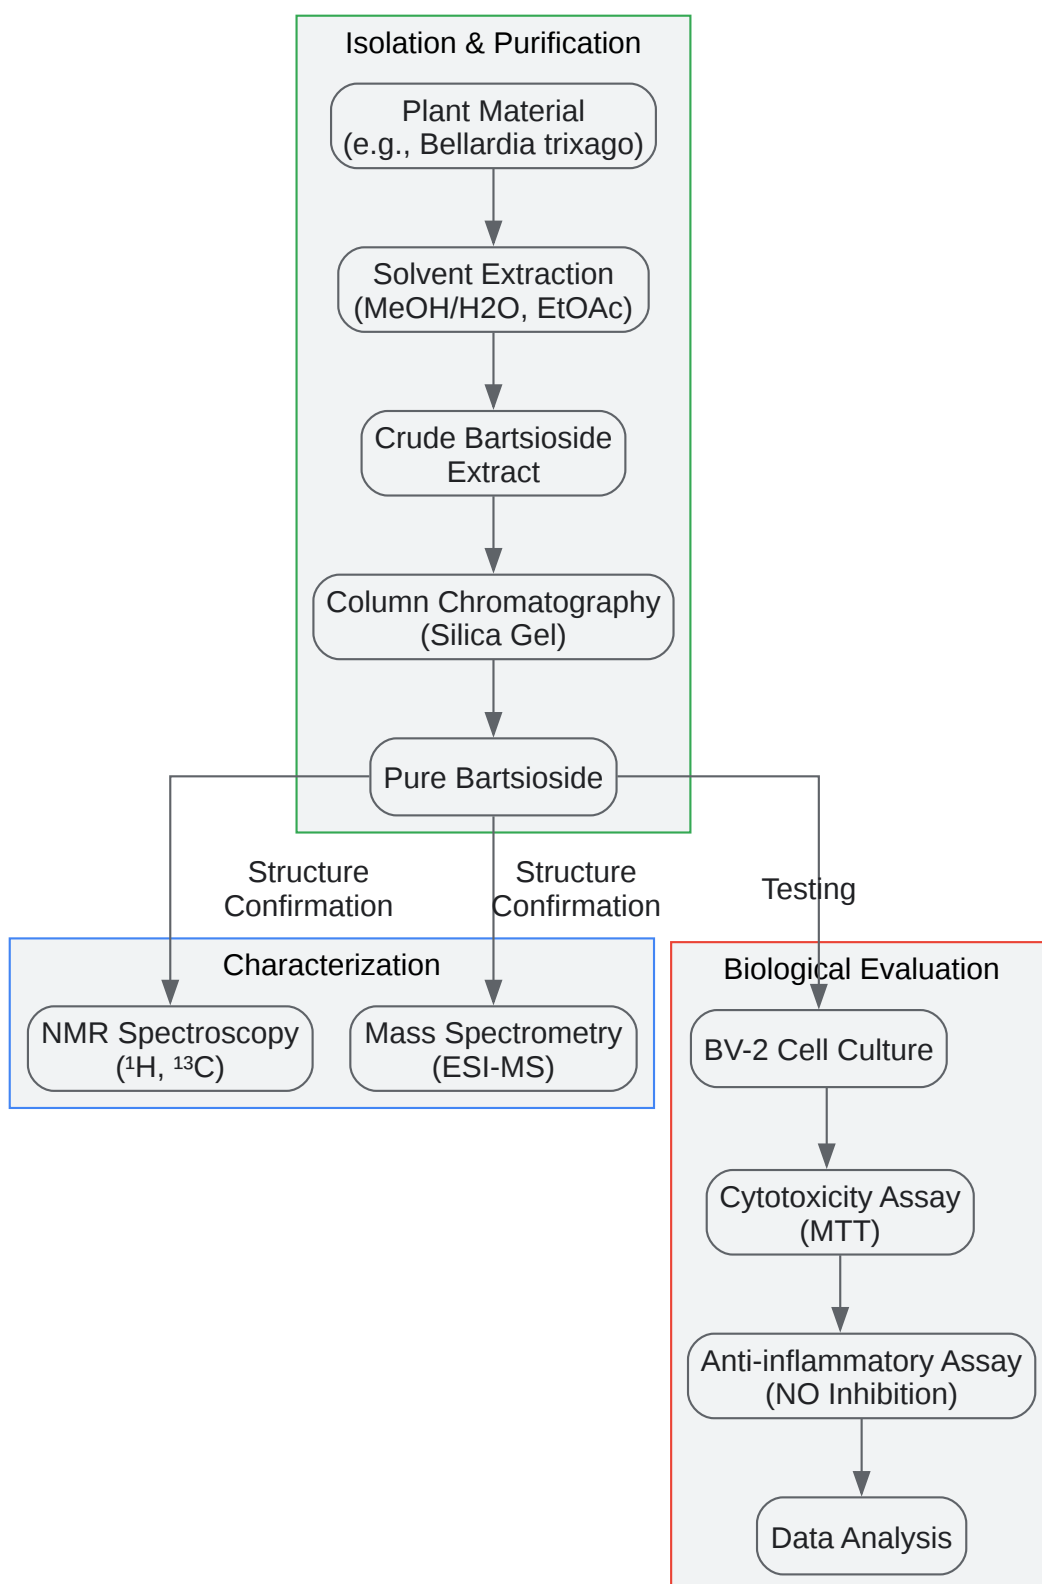 Isolation & Purification
Plant Material
(e.g., Bellardia trixago)
Solvent Extraction
(MeOH/H2O, EtOAc)
Crude Bartsioside
Extract
Column Chromatography
(Silica Gel)
Pure Bartsioside
Structure
Confirmation
Structure
Confirmation
Testing
Characterization
NMR Spectroscopy
(¹H, ¹³C)
Mass Spectrometry
(ESI-MS)
Biological Evaluation
BV-2 Cell Culture
Cytotoxicity Assay
(MTT)
Anti-inflammatory Assay
(NO Inhibition)
Data Analysis